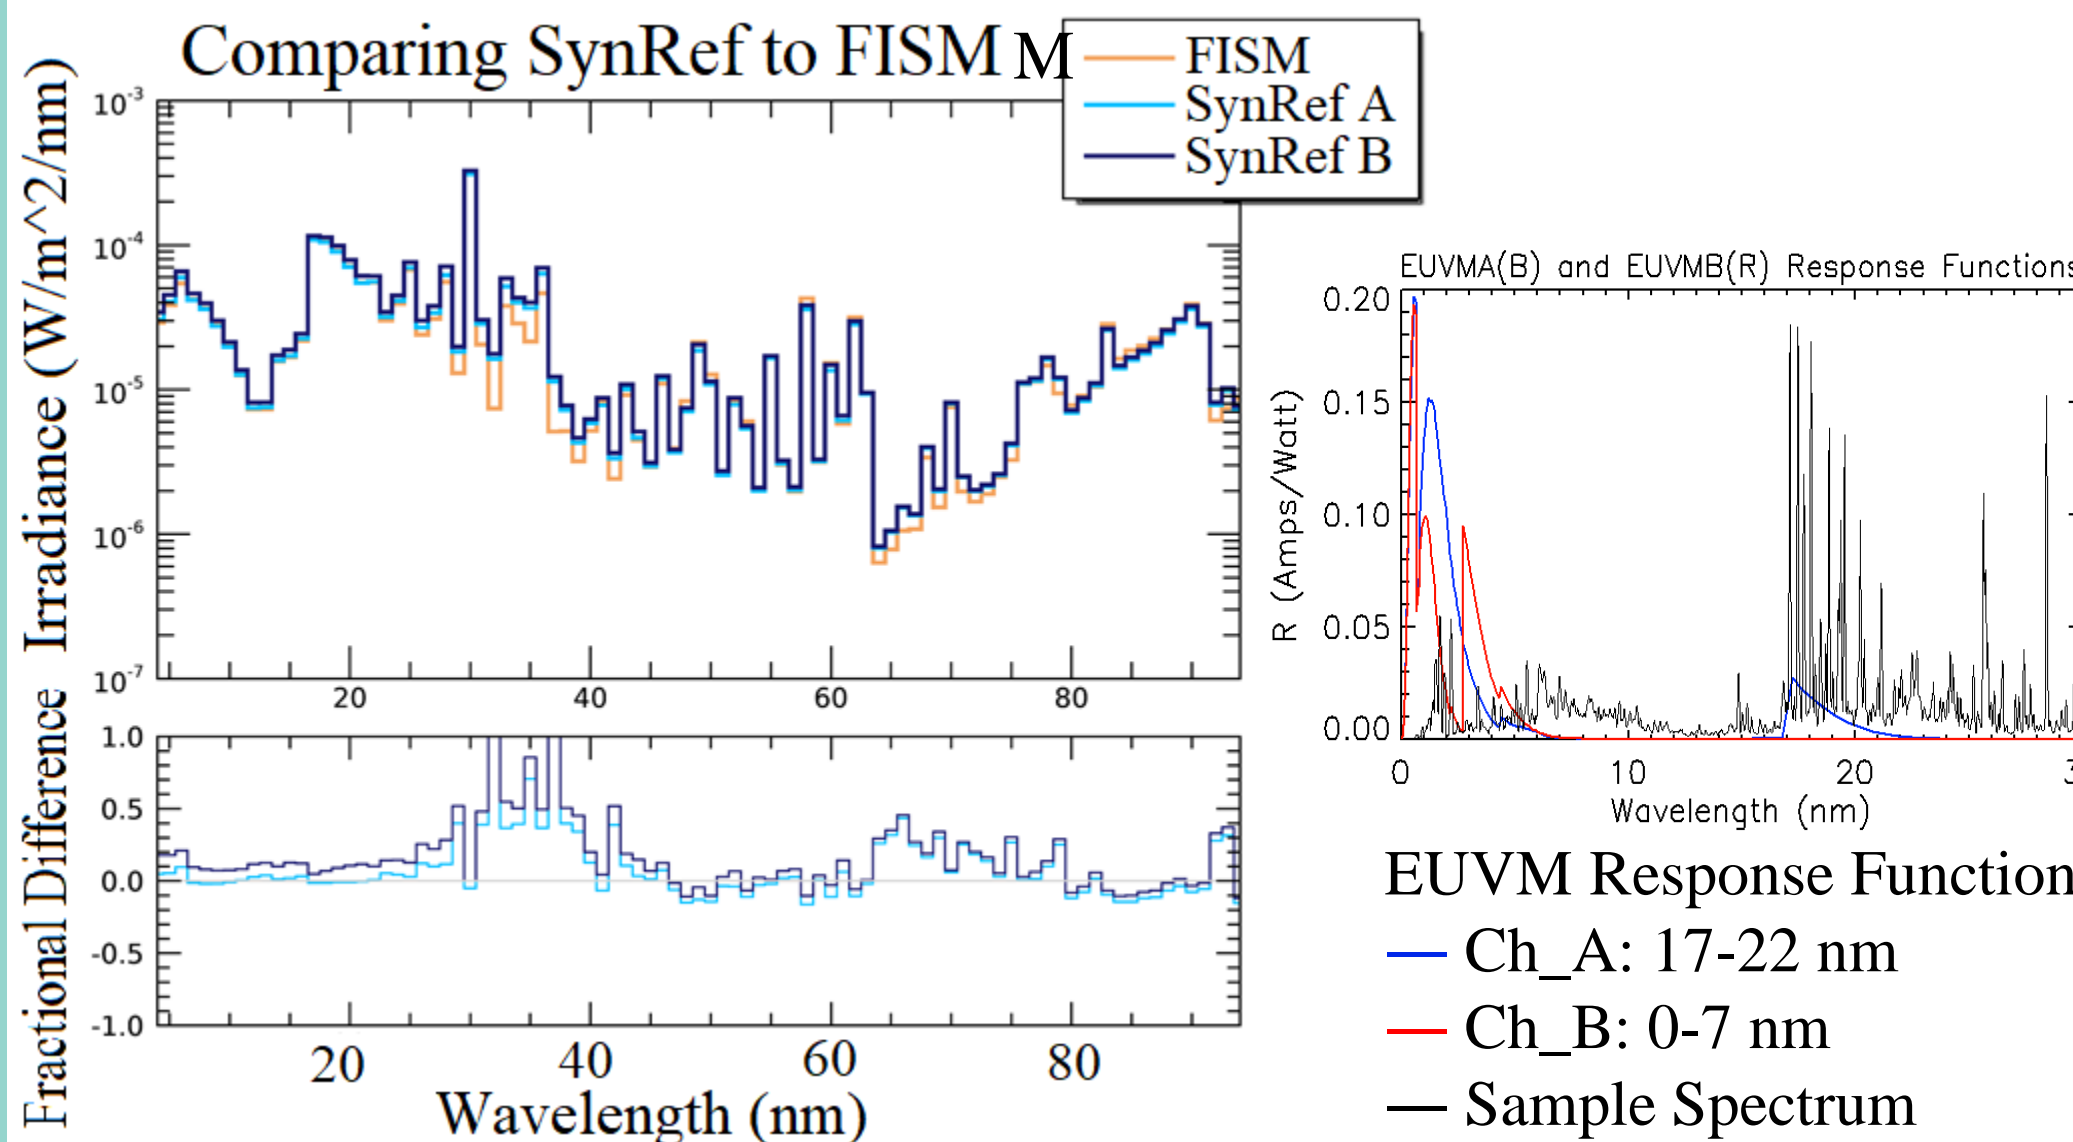 Comparing SynRef to FISM M
FISM
SynRef A
SynRef B
Irradiance (W/m^2/nm)
10^-3
10^-4
10^-5
10^-6
10^-7
20 40 60 80
Fractional Difference
1.0
0.5
0.0
-0.5
-1.0
20 40 60 80
Wavelength (nm)
EUVMA(B) and EUVMB(R) Response Functions
R (Amps/Watt)
0.20
0.15
0.10
0.05
0.00
0 10 20 3
Wavelength (nm)
EUVM Response Function
Ch_A: 17-22 nm
Ch_B: 0-7 nm
Sample Spectrum